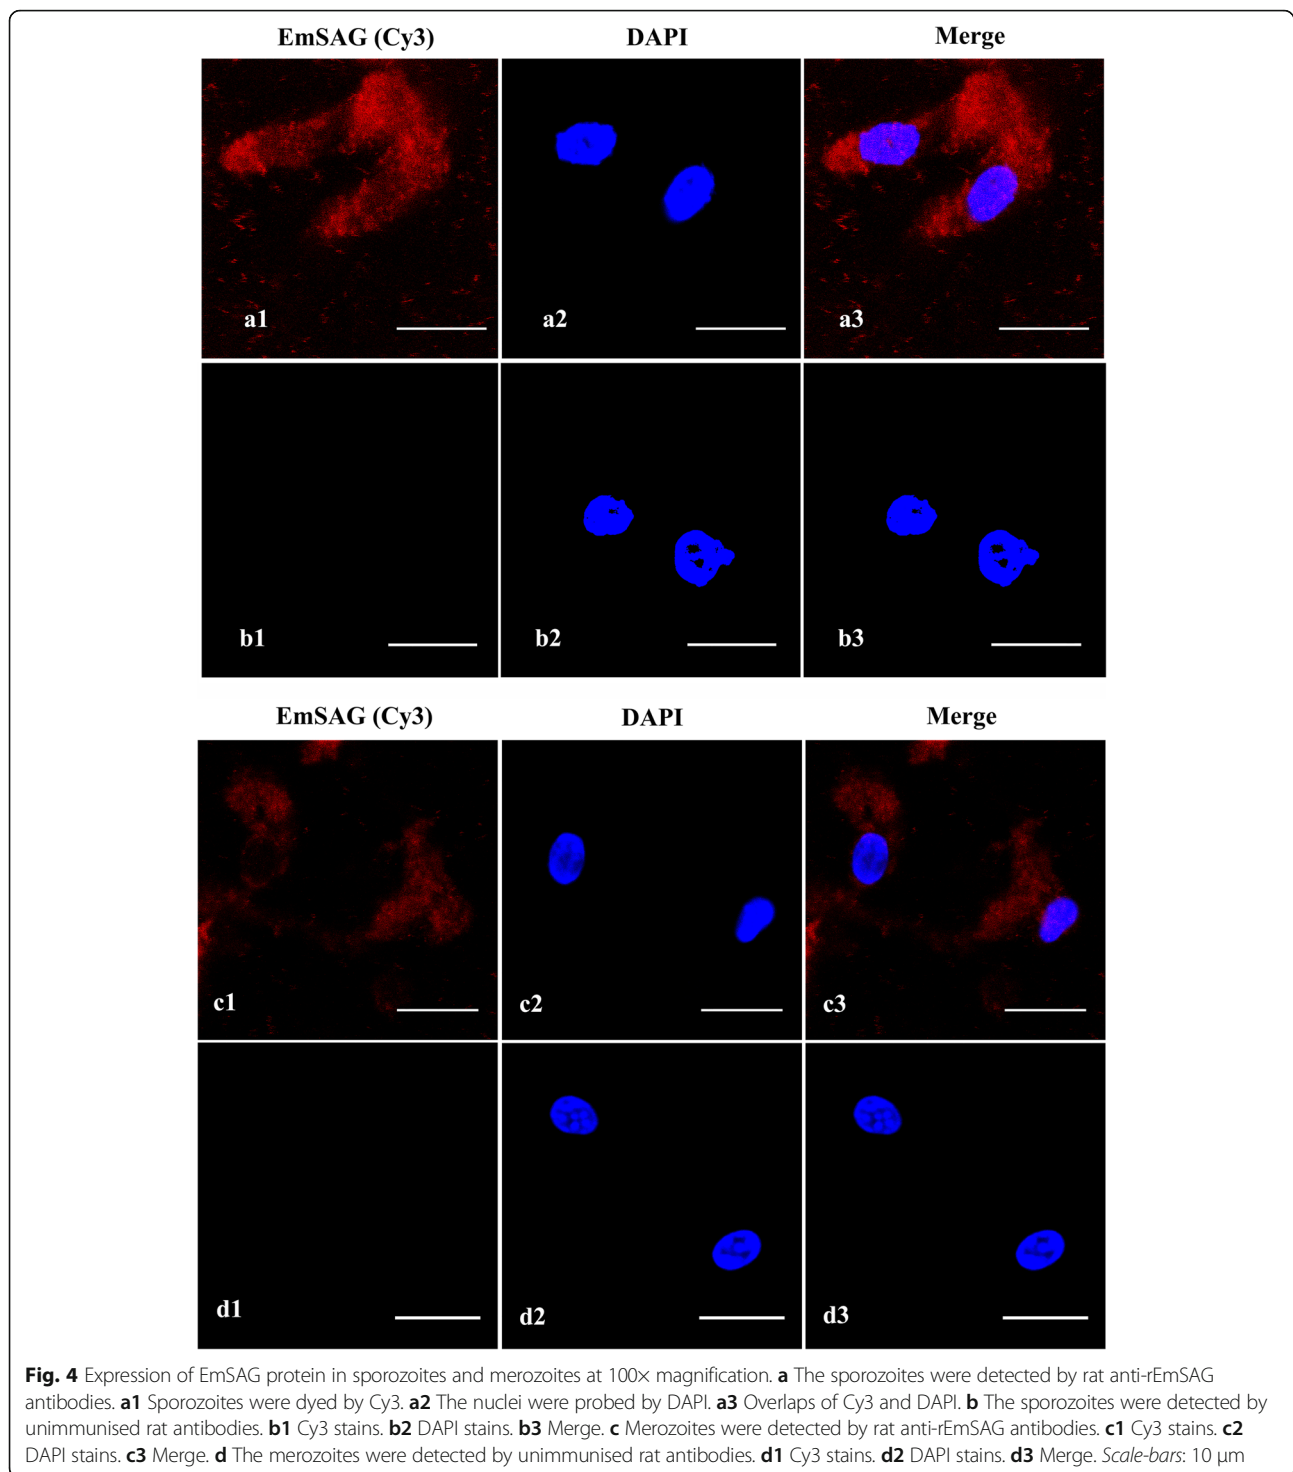 EmSAG (Cy3) DAPI Merge
a1 a2 a3
b1 b2 b3
EmSAG (Cy3) DAPI Merge
c1 c2 c3
d1 d2 d3
Fig. 4 Expression of EmSAG protein in sporozoites and merozoites at 100× magnification. a The sporozoites were detected by rat anti-rEmSAG
antibodies. a1 Sporozoites were dyed by Cy3. a2 The nuclei were probed by DAPI. a3 Overlaps of Cy3 and DAPI. b The sporozoites were detected by
unimmunised rat antibodies. b1 Cy3 stains. b2 DAPI stains. b3 Merge. c Merozoites were detected by rat anti-rEmSAG antibodies. c1 Cy3 stains. c2
DAPI stains. c3 Merge. d The merozoites were detected by unimmunised rat antibodies. d1 Cy3 stains. d2 DAPI stains. d3 Merge. Scale-bars: 10 μm